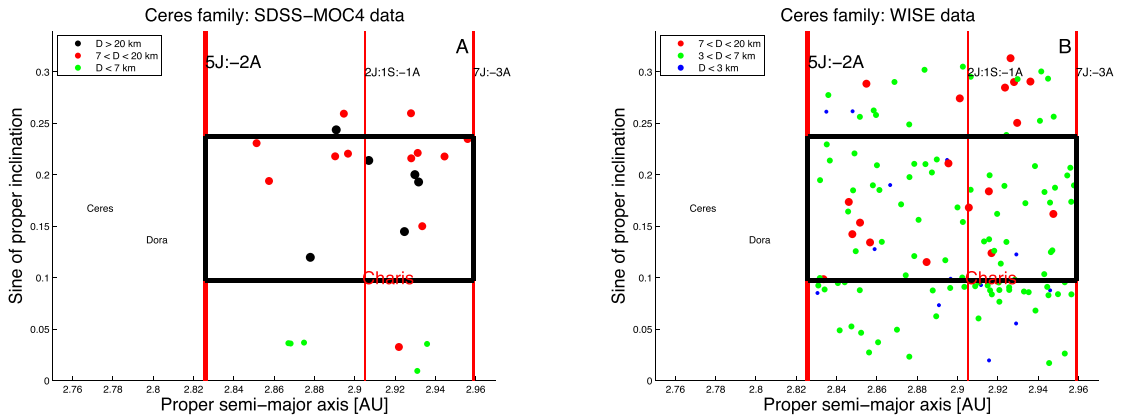 Ceres family: SDSS−MOC4 data
D > 20 km
7 < D < 20 km
D < 7 km
A
5J:−2A
2J:1S:−1A
7J:−3A
Ceres
Dora
Charis
Sine of proper inclination
0.3
0.25
0.2
0.15
0.1
0.05
0
2.76 2.78 2.8 2.82 2.84 2.86 2.88 2.9 2.92 2.94 2.96
Proper semi−major axis [AU]
Ceres family: WISE data
7 < D < 20 km
3 < D < 7 km
D < 3 km
B
5J:−2A
2J:1S:−1A
7J:−3A
Ceres
Dora
Charis
Sine of proper inclination
0.3
0.25
0.2
0.15
0.1
0.05
0
2.76 2.78 2.8 2.82 2.84 2.86 2.88 2.9 2.92 2.94 2.96
Proper semi−major axis [AU]